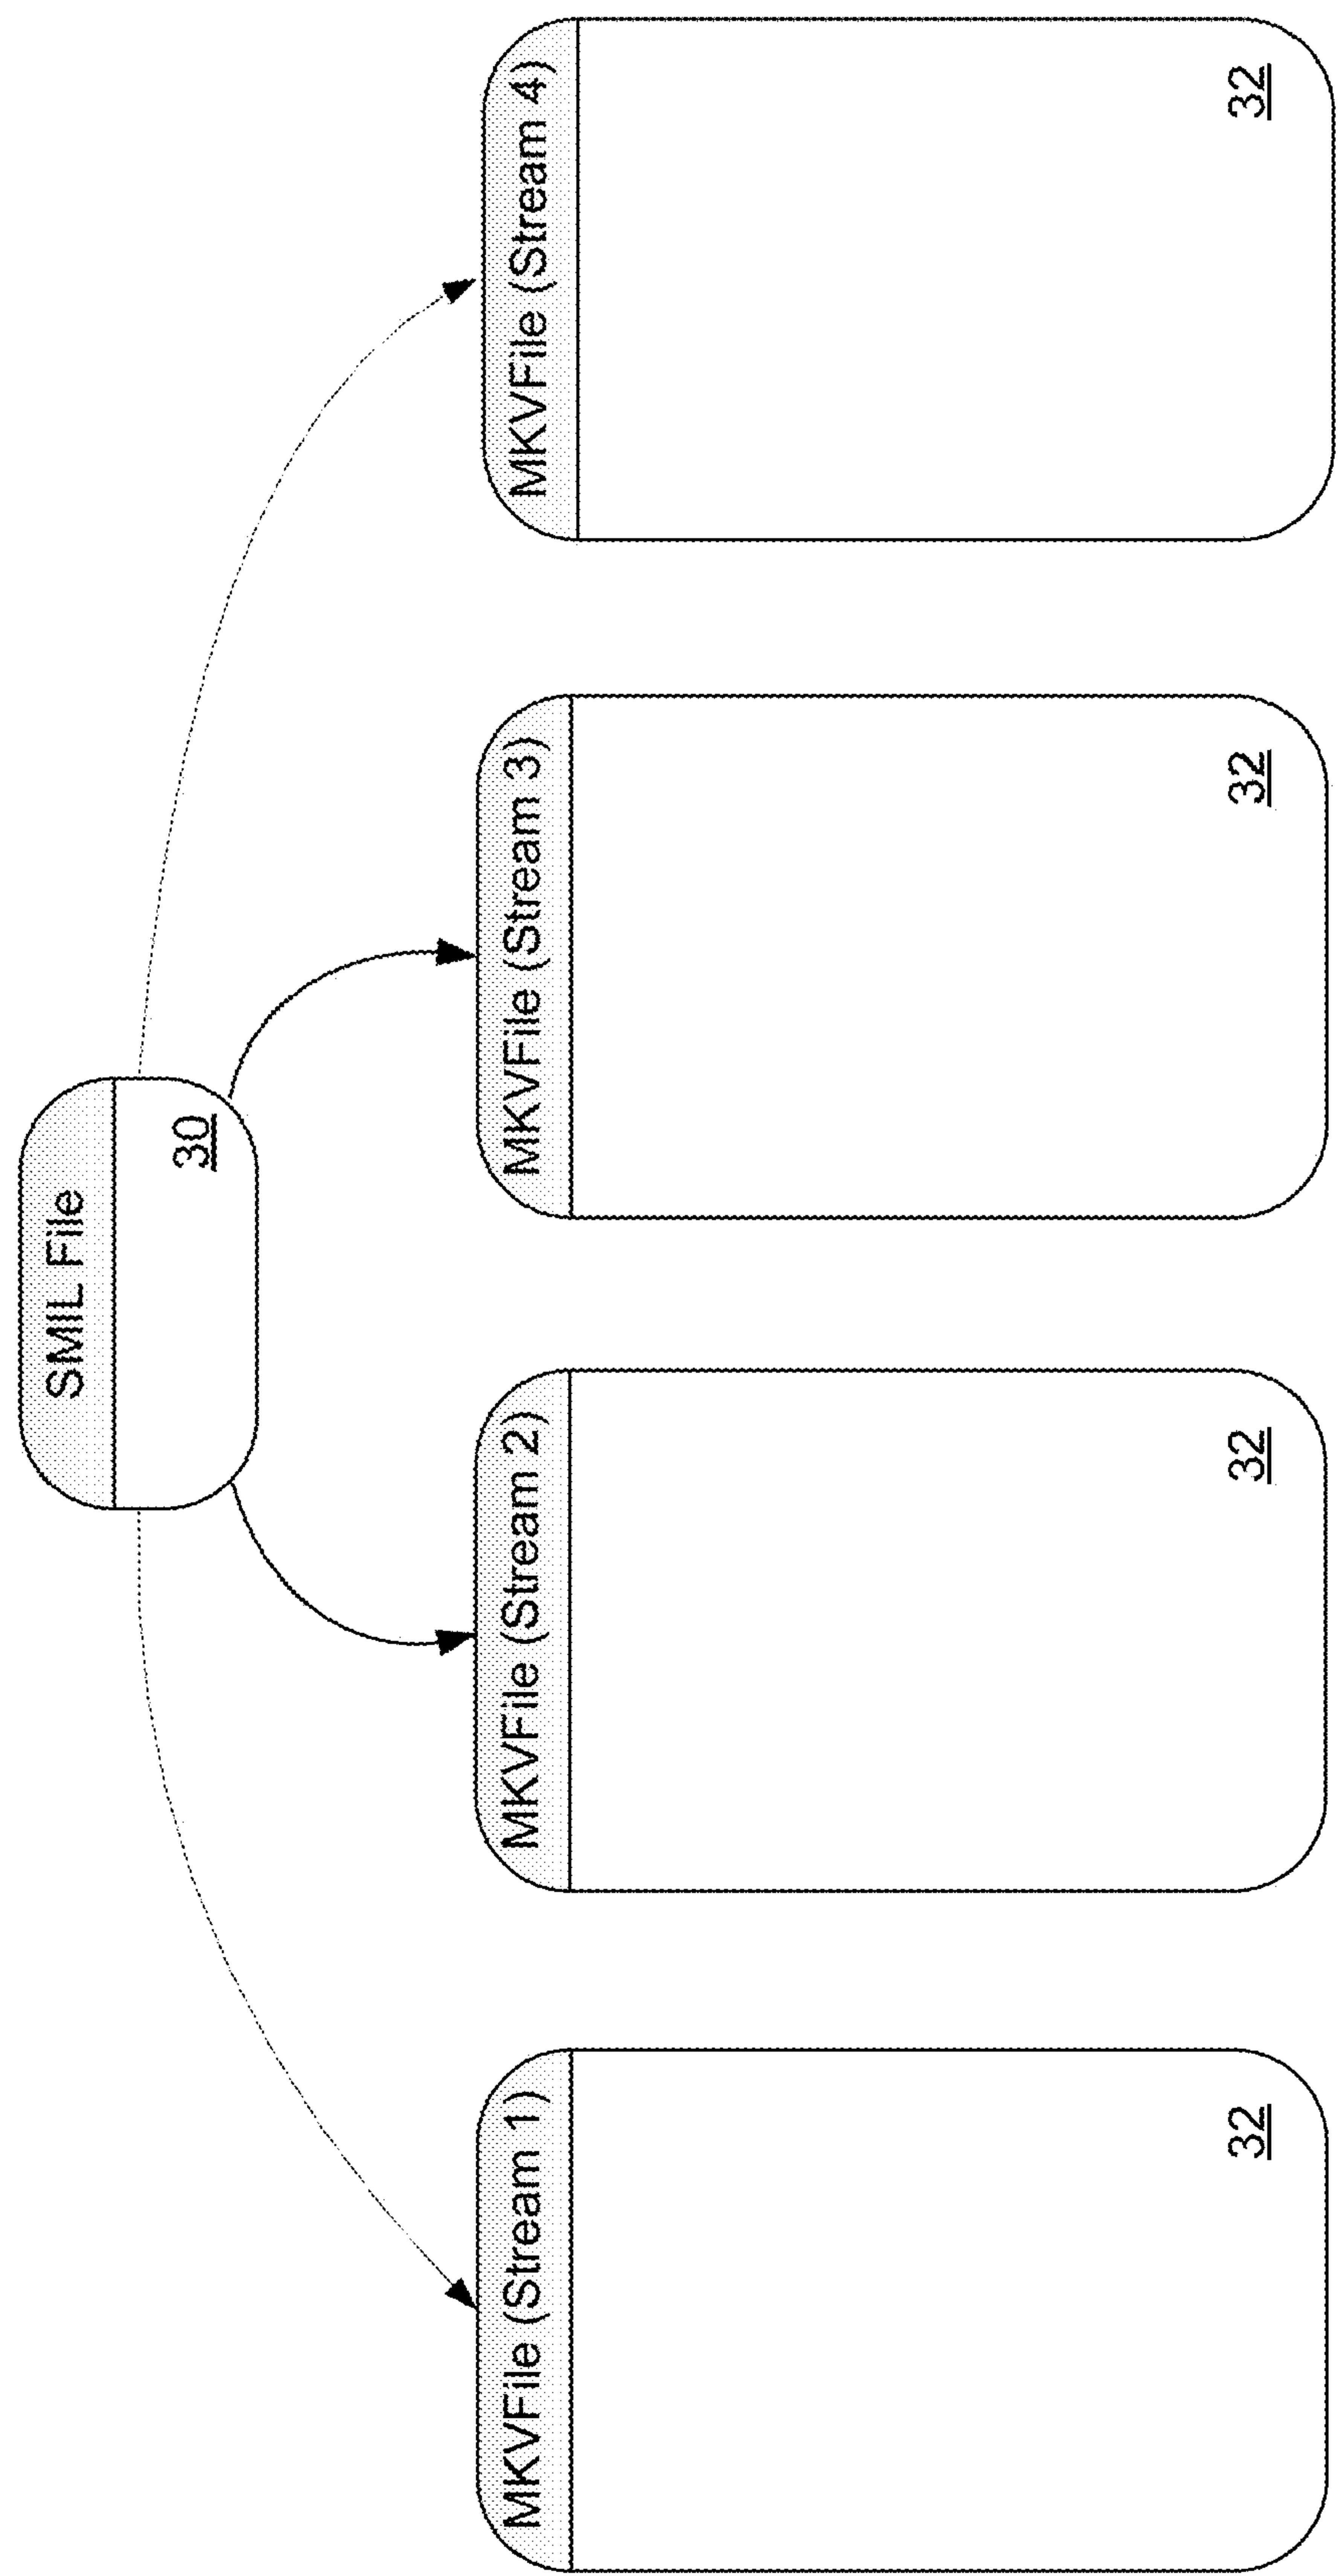 SMIL File
30
MKVFile (Stream 1)
32
MKVFile (Stream 2)
32
MKVFile (Stream 3)
32
MKVFile (Stream 4)
32